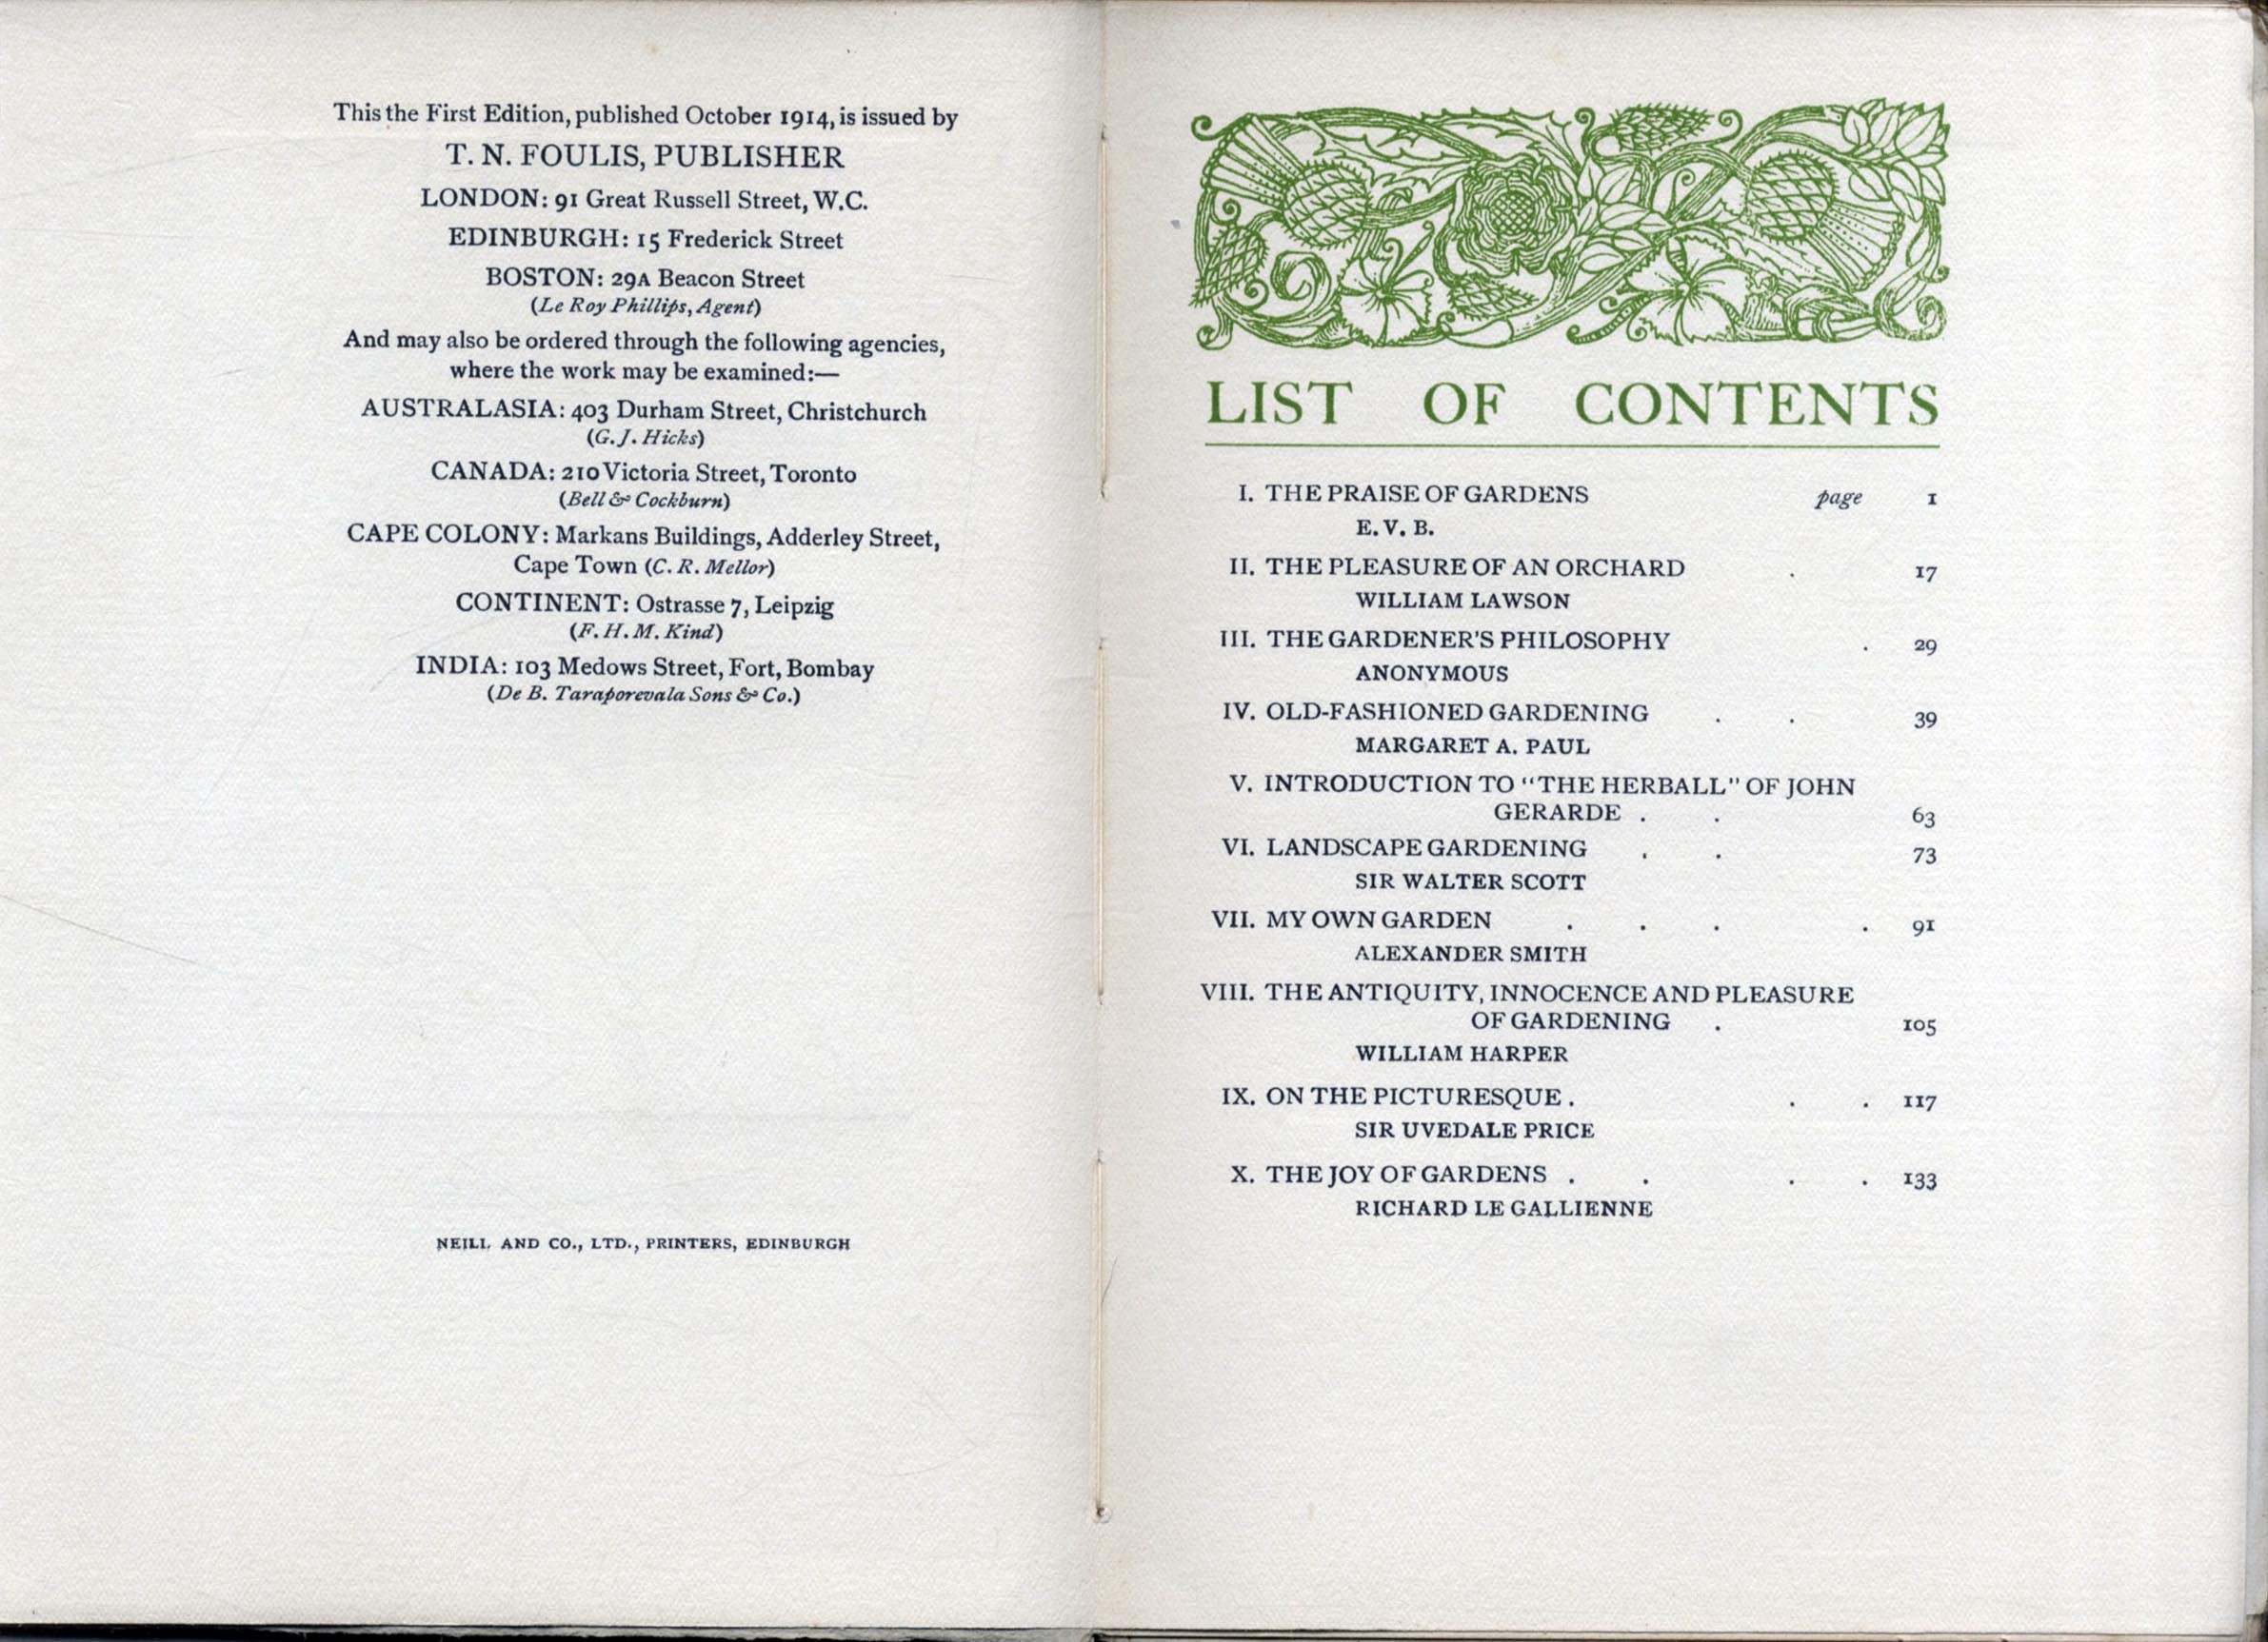 This the First Edition, published October 1914, is issued by
T. N. FOULIS, PUBLISHER
LONDON: 91 Great Russell Street, W.C.
EDINBURGH: 15 Frederick Street
BOSTON: 29A Beacon Street
(Le Roy Phillips, Agent)
And may also be ordered through the following agencies,
where the work may be examined:—
AUSTRALASIA: 403 Durham Street, Christchurch
(G. J. Hicks)
CANADA: 210 Victoria Street, Toronto
(Bell & Cockburn)
CAPE COLONY: Markans Buildings, Adderley Street,
Cape Town (C. R. Mellor)
CONTINENT: Ostrasse 7, Leipzig
(F. H. M. Kind)
INDIA: 103 Medows Street, Fort, Bombay
(De B. Taraporevala Sons & Co.)
NEILL AND CO., LTD., PRINTERS, EDINBURGH
LIST OF CONTENTS
I. THE PRAISE OF GARDENS page 1
E. V. B.
II. THE PLEASURE OF AN ORCHARD . 17
WILLIAM LAWSON
III. THE GARDENER'S PHILOSOPHY . 29
ANONYMOUS
IV. OLD-FASHIONED GARDENING . . 39
MARGARET A. PAUL
V. INTRODUCTION TO "THE HERBALL" OF JOHN
GERARDE . . 63
VI. LANDSCAPE GARDENING . . 73
SIR WALTER SCOTT
VII. MY OWN GARDEN . . . . 91
ALEXANDER SMITH
VIII. THE ANTIQUITY, INNOCENCE AND PLEASURE
OF GARDENING . 105
WILLIAM HARPER
IX. ON THE PICTURESQUE . . . 117
SIR UVEDALE PRICE
X. THE JOY OF GARDENS . . . . 133
RICHARD LE GALLIENNE